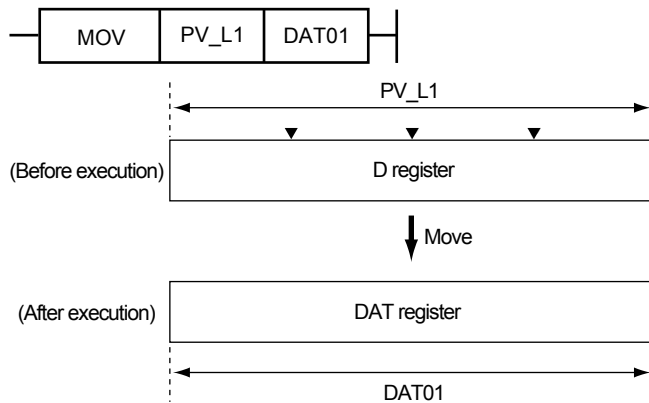 MOV PV_L1 DAT01
PV_L1
(Before execution) D register
Move
(After execution) DAT register
DAT01